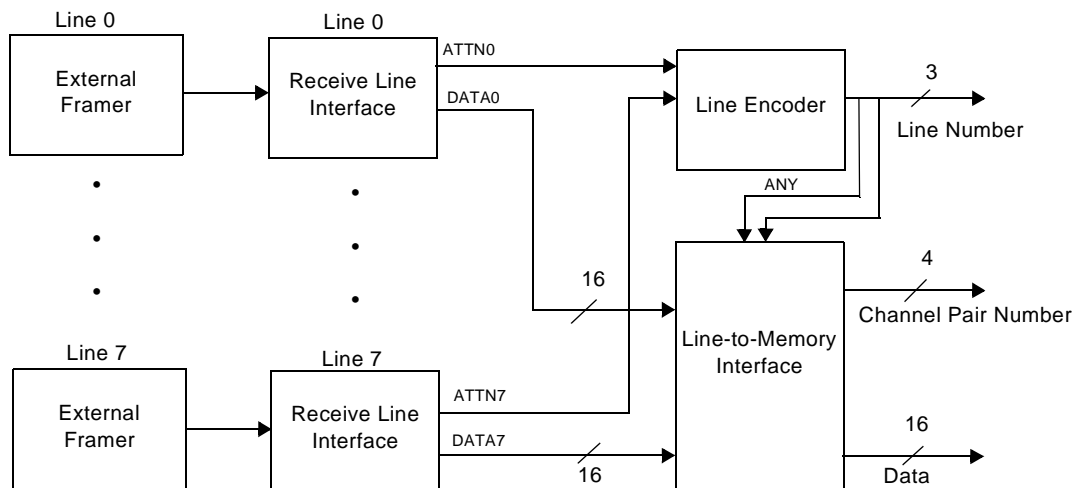 Line 0
Line 0
External
Framer
Receive Line
Interface
ATTN0
DATA0
Line Encoder
3
Line Number
ANY
16
4
Channel Pair Number
Line-to-Memory
Interface
Line 7
Line 7
External
Framer
Receive Line
Interface
ATTN7
DATA7
16
16
Data